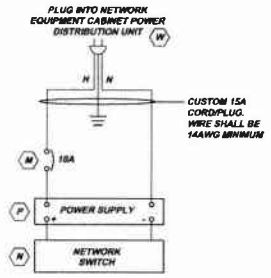 PLUG INTO NETWORK
EQUIPMENT CABINET POWER
DISTRIBUTION UNIT
W
H N
CUSTOM 15A
CORD/PLUG.
WIRE SHALL BE
14AWG MINIMUM
M
10A
P
POWER SUPPLY
+ -
N
NETWORK
SWITCH